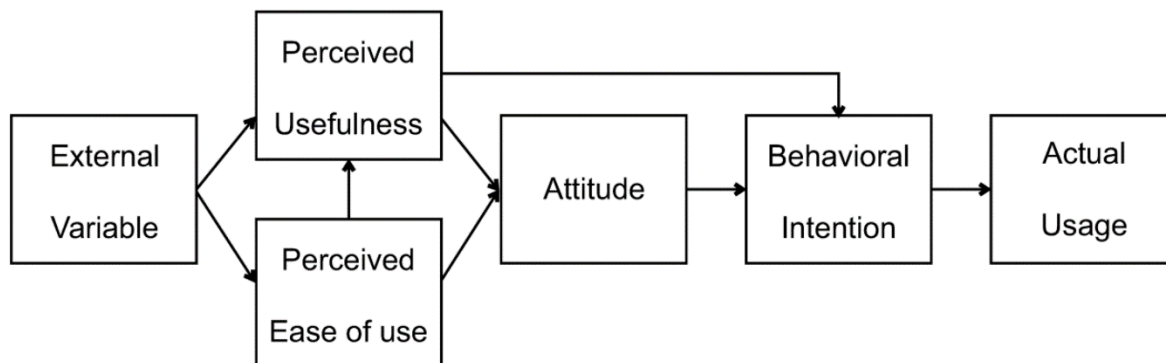 External
Variable
Perceived
Usefulness
Perceived
Ease of use
Attitude
Behavioral
Intention
Actual
Usage